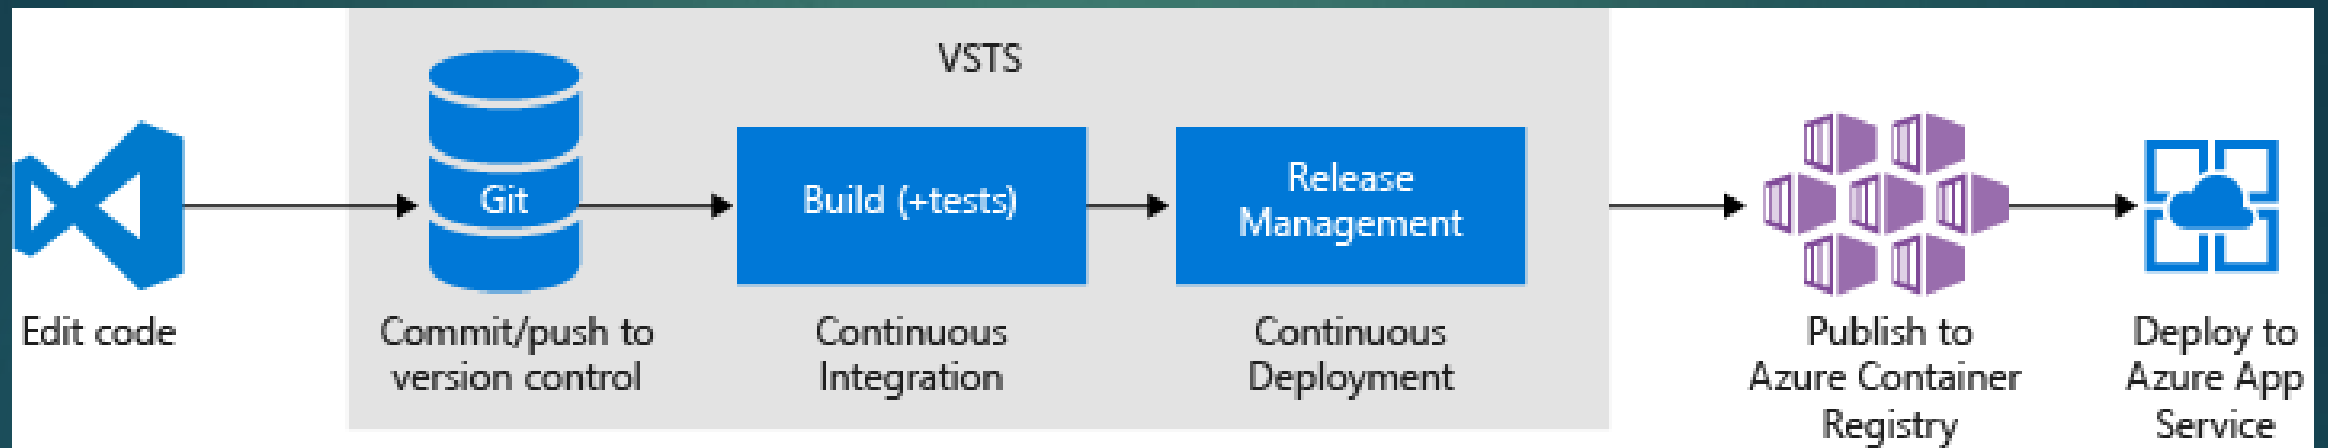 VSTS
Git
Build (+tests)
Release
Management
Edit code
Commit/push to
version control
Continuous
Integration
Continuous
Deployment
Publish to
Azure Container
Registry
Deploy to
Azure App
Service